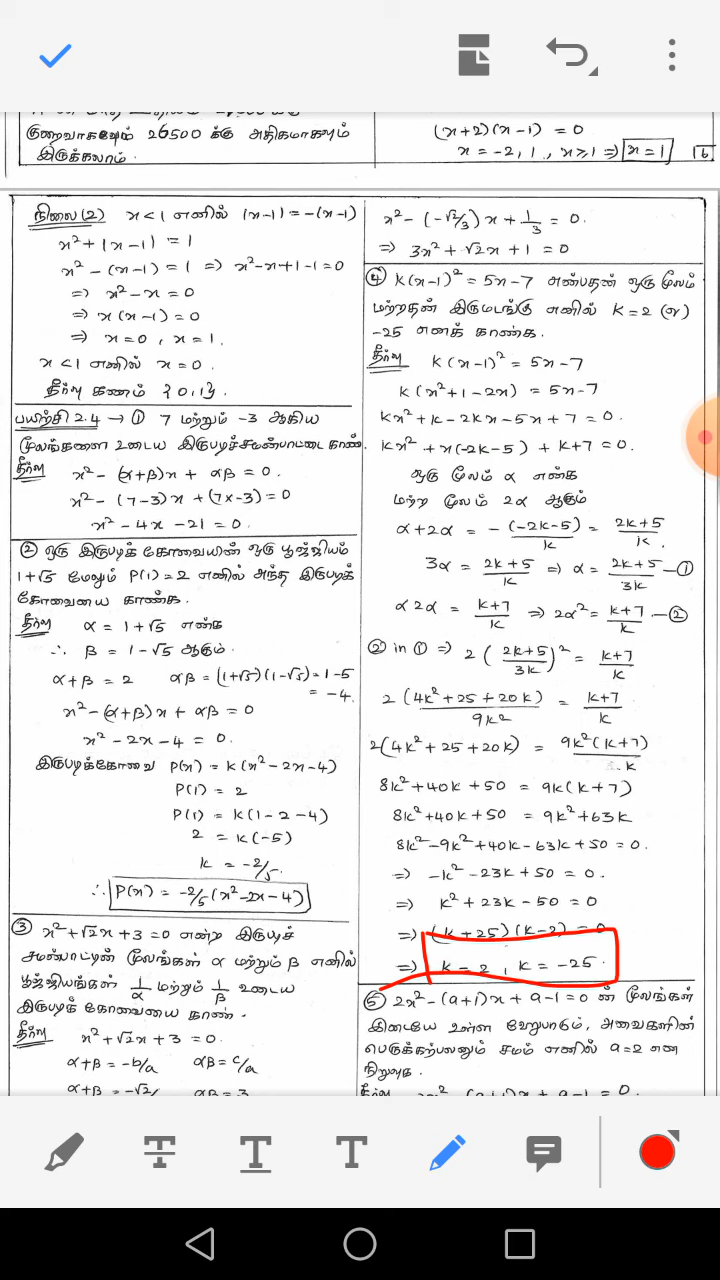 குறைவாகவும் 26500 க்கு அதிகமாகவும்
இருக்கலாம்.
(x+2)(x-1) = 0
x = -2, 1, x ≥ 1 ⇒ x = 1
16
நிலை(2) x < 1 எனில் |x-1| = -(x-1)
x² + |x-1| = 1
x² - (x-1) = 1 ⇒ x²-x+1-1=0
⇒ x² - x = 0
⇒ x(x-1) = 0
⇒ x=0, x=1.
x<1 எனில் x=0.
தீர்வு கணம் {0,1}.
பயிற்சி 2.4 → ① 7 மற்றும் -3 ஆகிய
மூலங்களை உடைய இருபடிச்சமன்பாட்டை காண்.
தீர்வு x² - (α+β)x + αβ = 0.
x² - (7-3)x + (7x-3)=0
x² - 4x - 21 = 0.
② ஒரு இருபடிக் கோவையின் ஒரு பூஜ்ஜியம்
1+√5 மேலும் P(1)=2 எனில் அந்த இருபடிக்
கோவையை காண்க.
தீர்வு α = 1+√5 என்க
∴ β = 1-√5 ஆகும்.
α+β = 2 αβ = (1+√5)(1-√5) = 1-5
= -4.
x²-(α+β)x + αβ = 0
x² - 2x - 4 = 0.
இருபடிக்கோவை P(x) = k(x²-2x-4)
P(1) = 2
P(1) = k(1-2-4)
2 = k(-5)
k = -2/5.
∴ P(x) = -2/5(x²-2x-4)
③ x²+√2x+3=0 என்ற இருபடிச்
சமன்பாட்டின் மூலங்கள் α மற்றும் β எனில்
பூஜ்ஜியங்கள் 1/α மற்றும் 1/β உடைய
இருபடிக் கோவையை காண்.
தீர்வு x²+√2x+3 = 0.
α+β = -b/a αβ = c/a
α+β = -√2/ αβ = 3
x² - (-√2/3)x + 1/3 = 0.
⇒ 3x² + √2x + 1 = 0
④ k(x-1)² = 5x-7 என்பதன் ஒரு மூலம்
மற்றதன் இருமடங்கு எனில் k=2 (or)
-25 எனக் காண்க.
தீர்வு k(x-1)² = 5x-7
k(x²+1-2x) = 5x-7
kx²+k-2kx-5x+7=0.
kx²+x(-2k-5)+k+7=0.
ஒரு மூலம் α என்க
மற்ற மூலம் 2α ஆகும்
α+2α = -(-2k-5)/k = 2k+5/k.
3α = 2k+5/k ⇒ α = 2k+5/3k —①
α2α = k+7/k ⇒ 2α² = k+7/k —②
② in ① ⇒ 2(2k+5/3k)² = k+7/k
2(4k²+25+20k)/9k² = k+7/k
2(4k²+25+20k) = 9k²(k+7)/k
8k²+40k+50 = 9k(k+7)
8k²+40k+50 = 9k²+63k
8k²-9k²+40k-63k+50=0.
⇒ -k²-23k+50 = 0.
⇒ k²+23k-50 = 0
⇒ (k+25)(k-2) = 0
⇒ k=2, k=-25.
⑤ 2x²-(a+1)x+a-1=0 ன் மூலங்கள்
இடையே உள்ள வேறுபாடும், அவைகளின்
பெருக்கற்பலனும் சமம் எனில் a=2 என
நிறுவுக.
தீர்வு 2x²-(a+1)x+a-1=0.
T T T